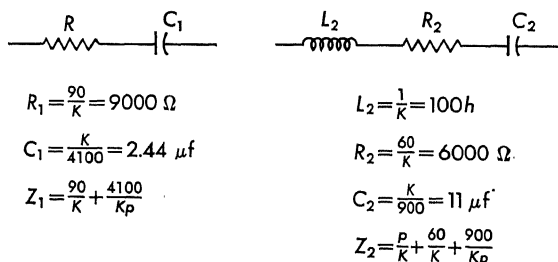 R
C₁
R₁ = 90/K = 9000 Ω
C₁ = K/4100 = 2.44 μf
Z₁ = 90/K + 4100/Kp
L₂
R₂
C₂
L₂ = 1/K = 100h
R₂ = 60/K = 6000 Ω.
C₂ = K/900 = 11 μf
Z₂ = p/K + 60/K + 900/Kp